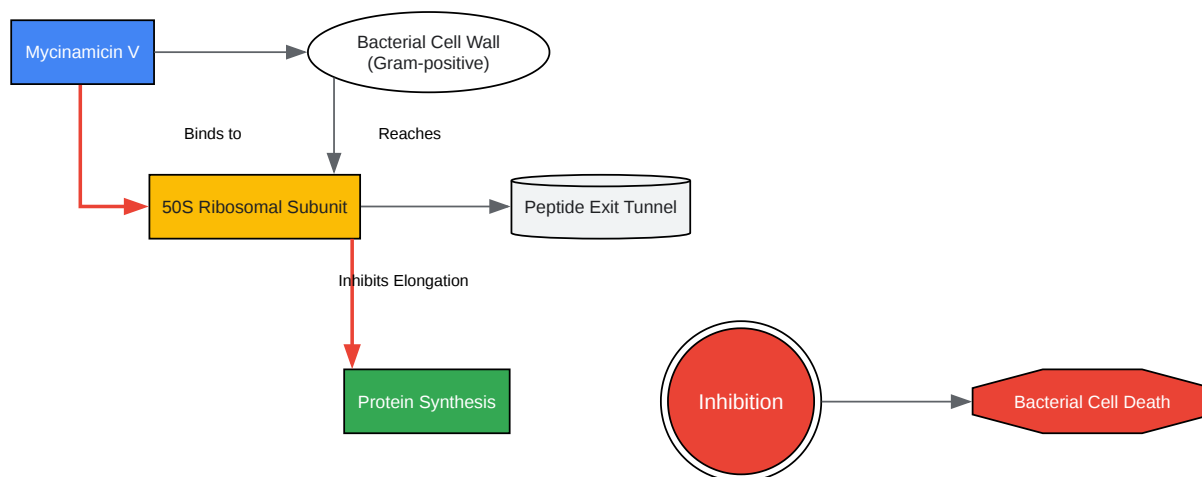 Mycinamicin V
Bacterial Cell Wall
(Gram-positive)
Binds to
Reaches
50S Ribosomal Subunit
Peptide Exit Tunnel
Inhibits Elongation
Protein Synthesis
Inhibition
Bacterial Cell Death